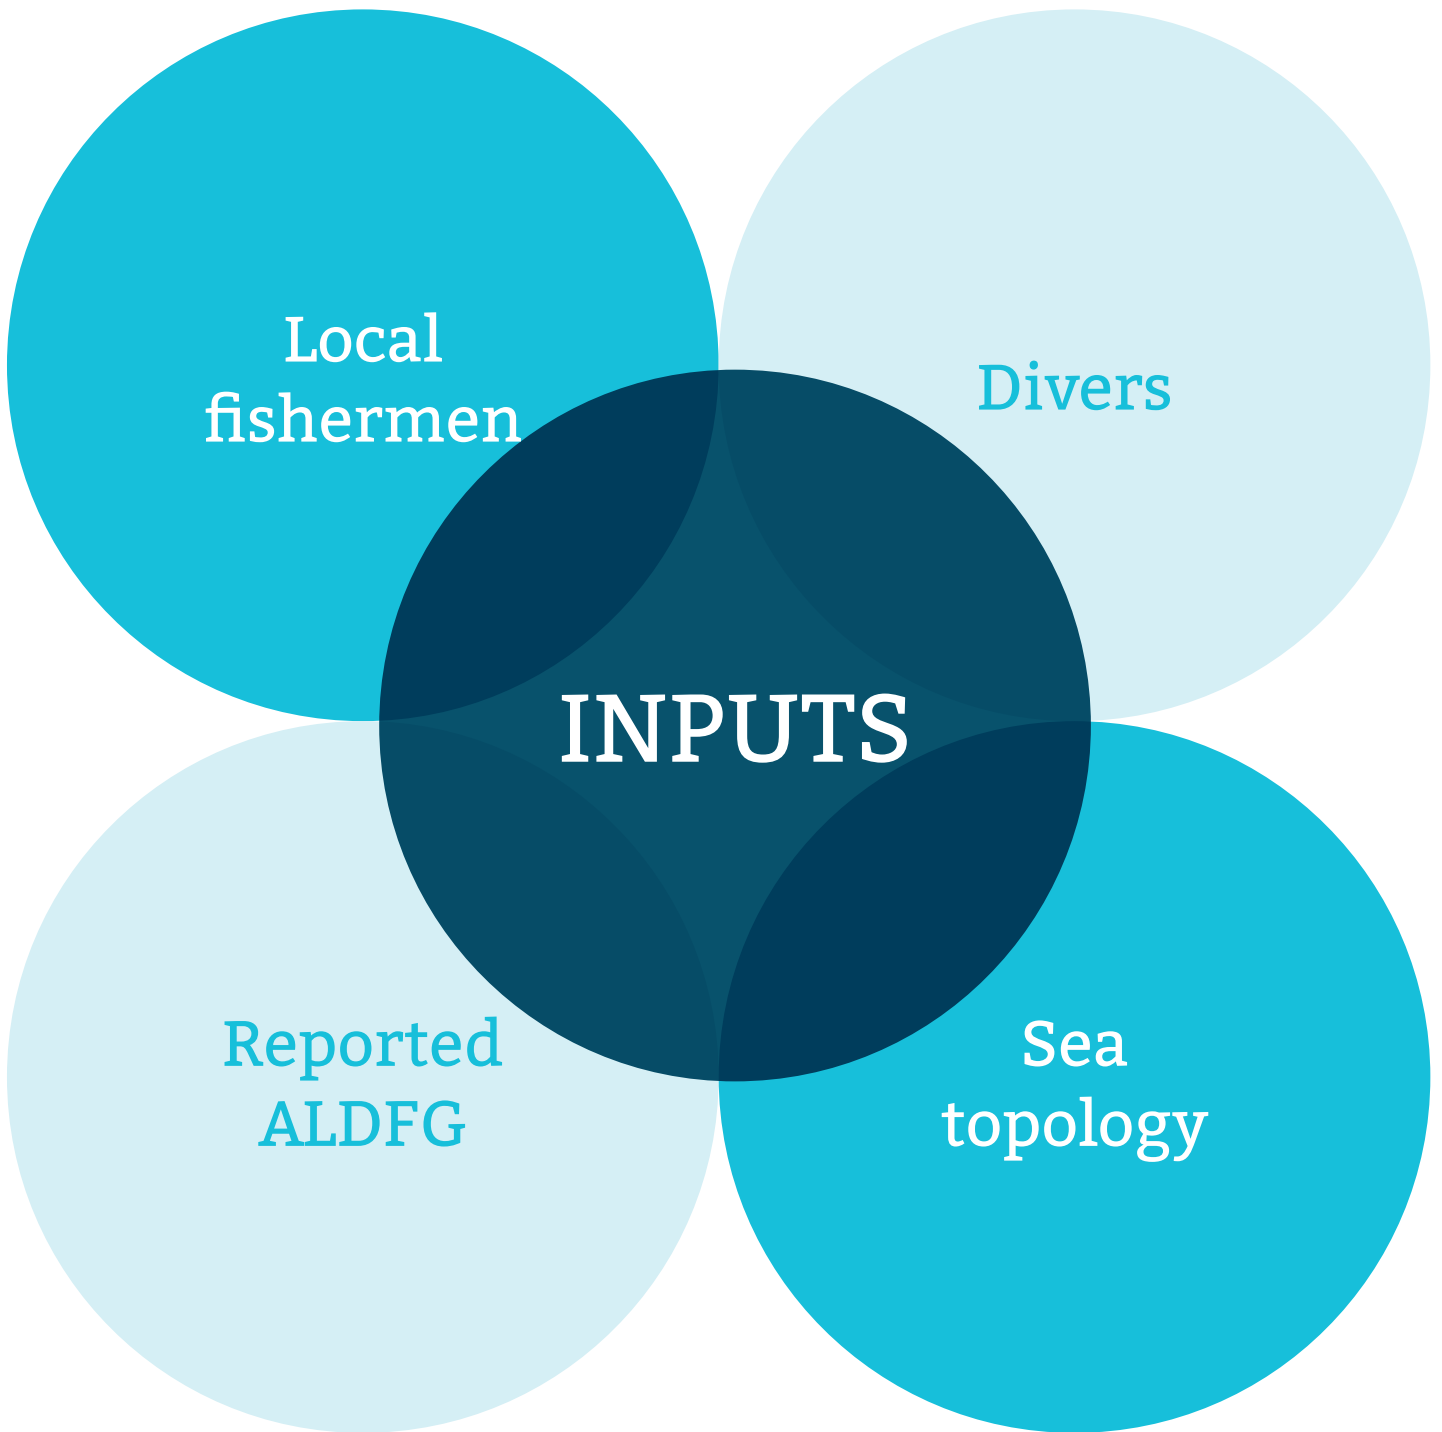 Local
fishermen
Divers
INPUTS
Reported
ALDFG
Sea
topology